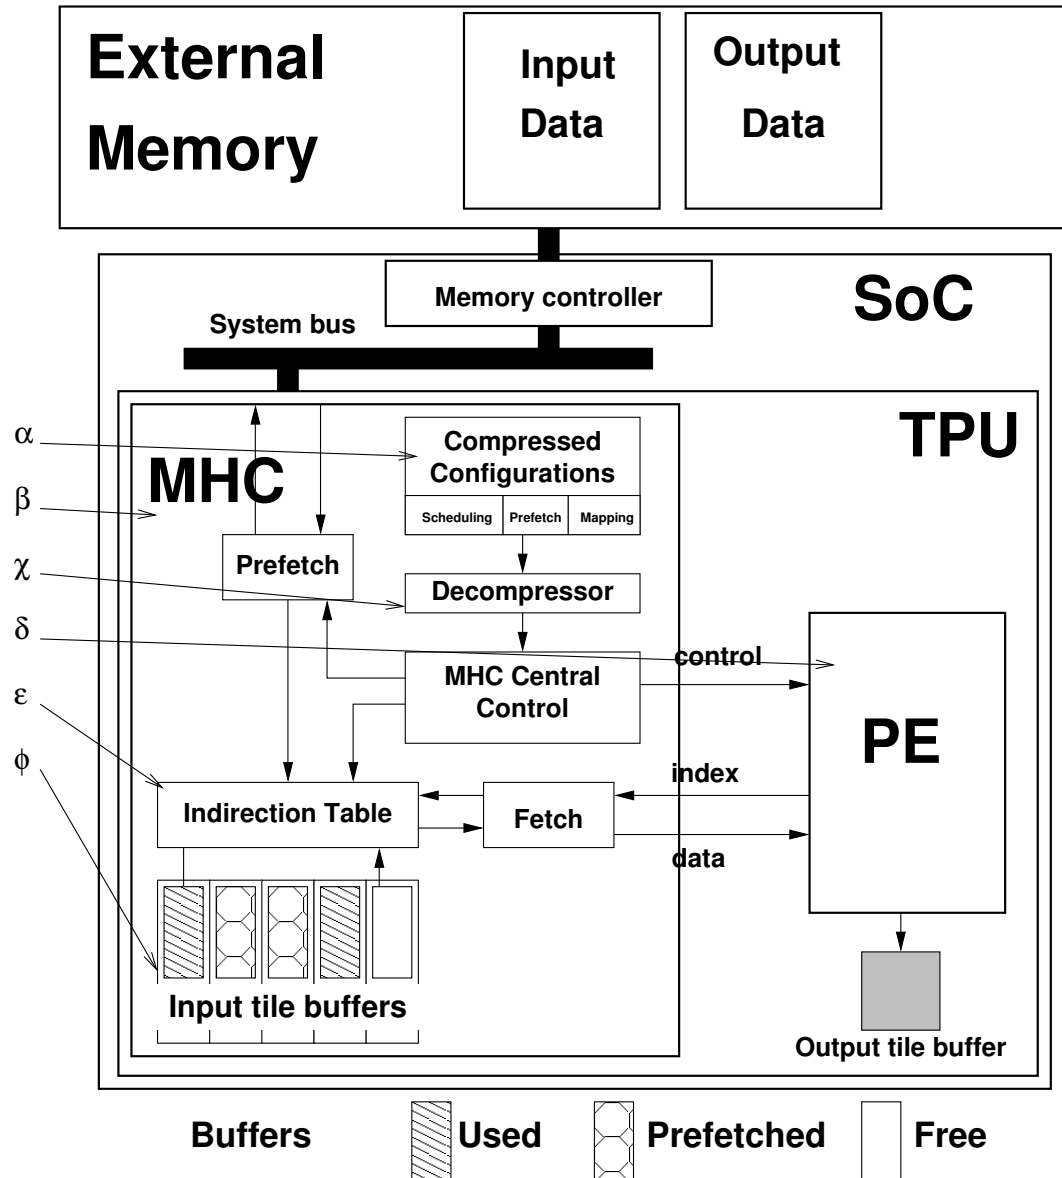 External
Memory
Input
Data
Output
Data
Memory controller
SoC
System bus
TPU
MHC
α
β
χ
δ
ε
ϕ
Compressed
Configurations
Scheduling
Prefetch
Mapping
Prefetch
Decompressor
MHC Central
Control
control
PE
index
Indirection Table
Fetch
data
Input tile buffers
Output tile buffer
Buffers
Used
Prefetched
Free